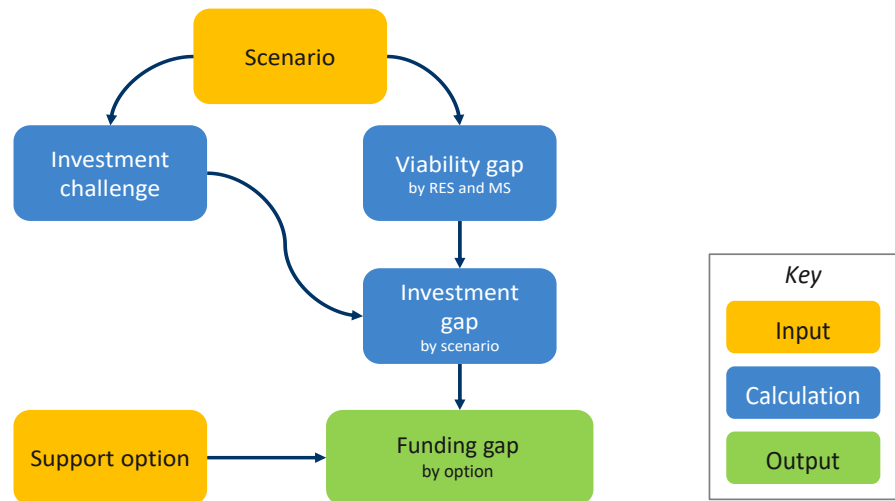 Scenario
Investment
challenge
Viability gap
by RES and MS
Investment
gap
by scenario
Support option
Funding gap
by option
Key
Input
Calculation
Output